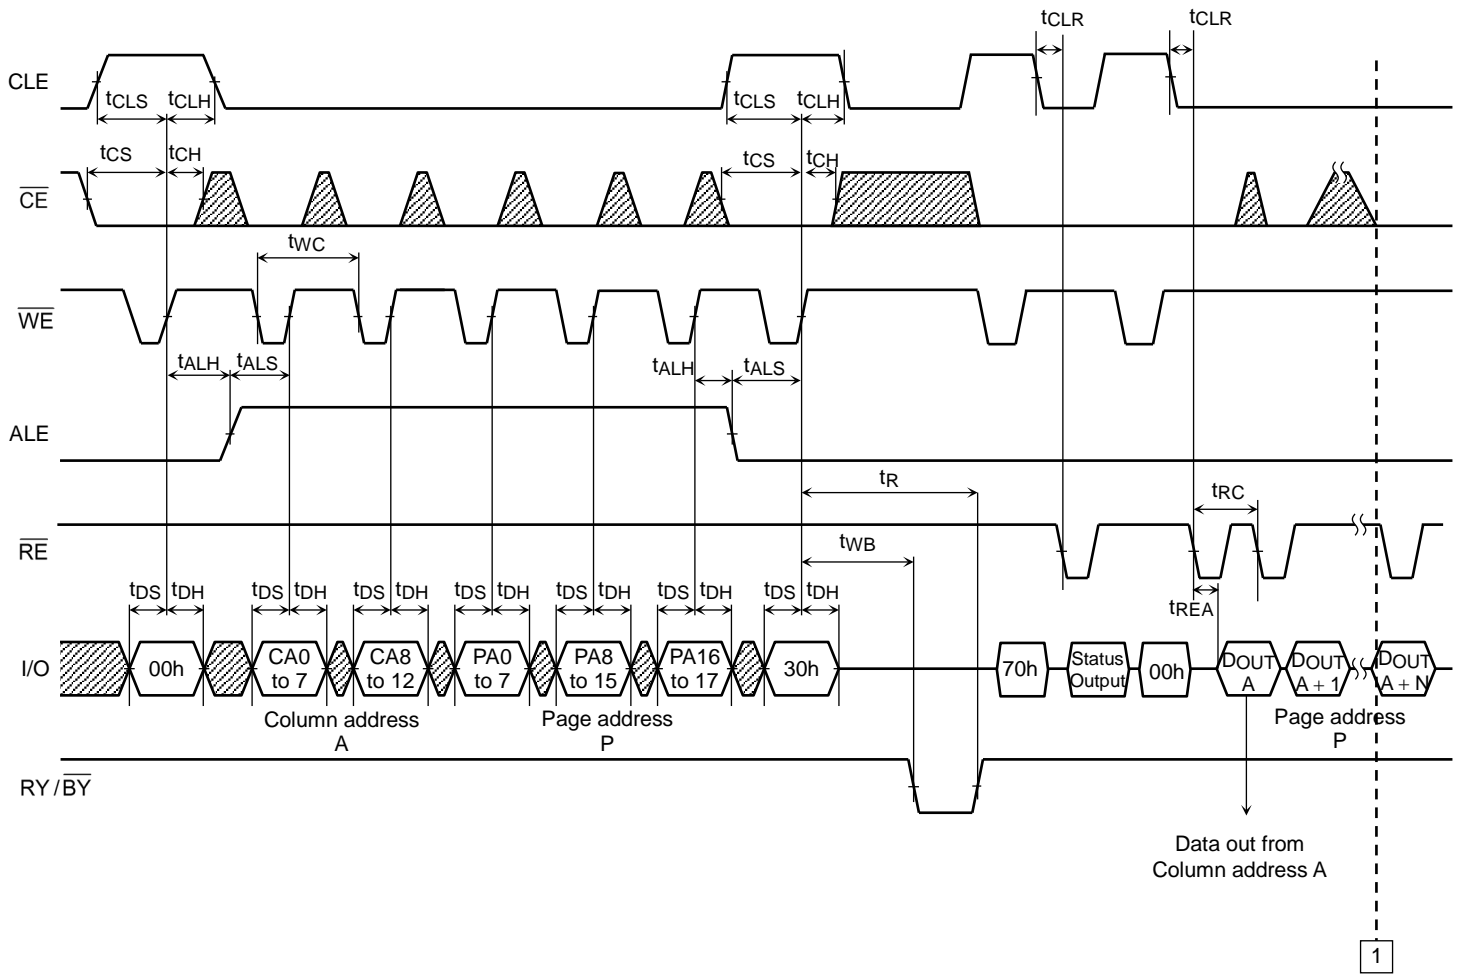 tCLR tCLR
CLE
tCLS tCLH tCLS tCLH
tCS tCH tCS tCH
CE
tWC
WE
tALH tALS tALH tALS
ALE
tR
tRC
RE
tWB
tDS tDH tDS tDH tDS tDH tDS tDH tDS tDH tDS tDH tDS tDH
tREA
I/O
00h
CA0
to 7
CA8
to 12
PA0
to 7
PA8
to 15
PA16
to 17
30h
70h
Status
Output
00h
DOUT
A
DOUT
A + 1
DOUT
A + N
Column address
A
Page address
P
Page address
P
RY / BY
Data out from
Column address A
1